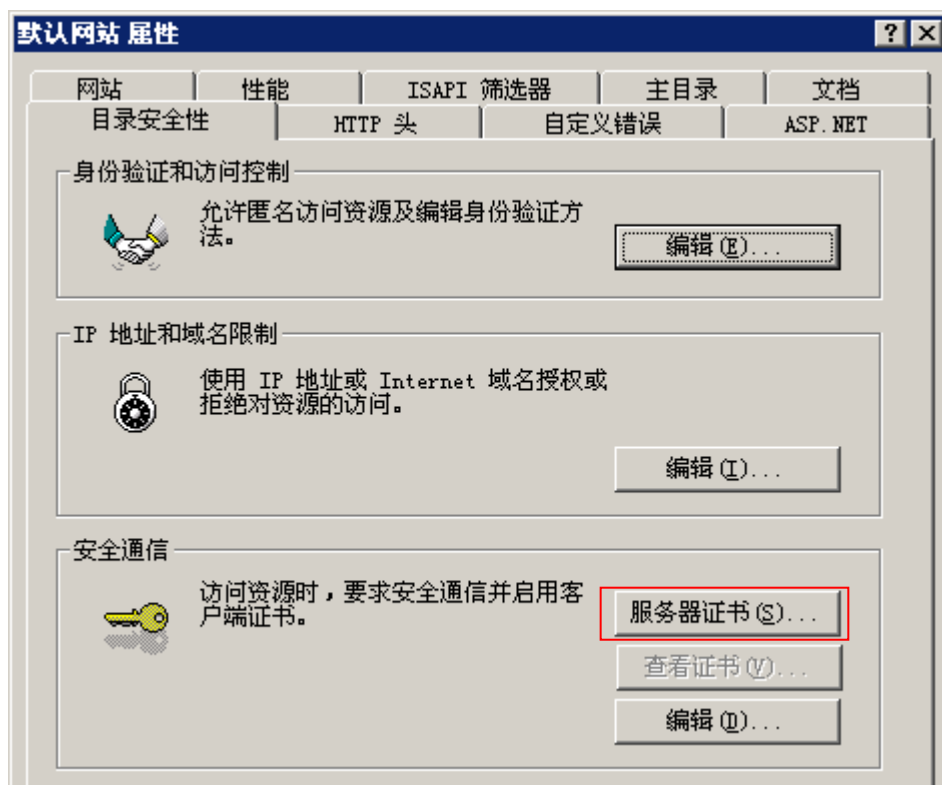 默认网站 属性
网站 性能 ISAPI 筛选器 主目录 文档
目录安全性 HTTP 头 自定义错误 ASP.NET
身份验证和访问控制
允许匿名访问资源及编辑身份验证方
法。
编辑(E)...
IP 地址和域名限制
使用 IP 地址或 Internet 域名授权或
拒绝对资源的访问。
编辑(I)...
安全通信
访问资源时，要求安全通信并启用客
户端证书。
服务器证书(S)...
查看证书(V)...
编辑(D)...